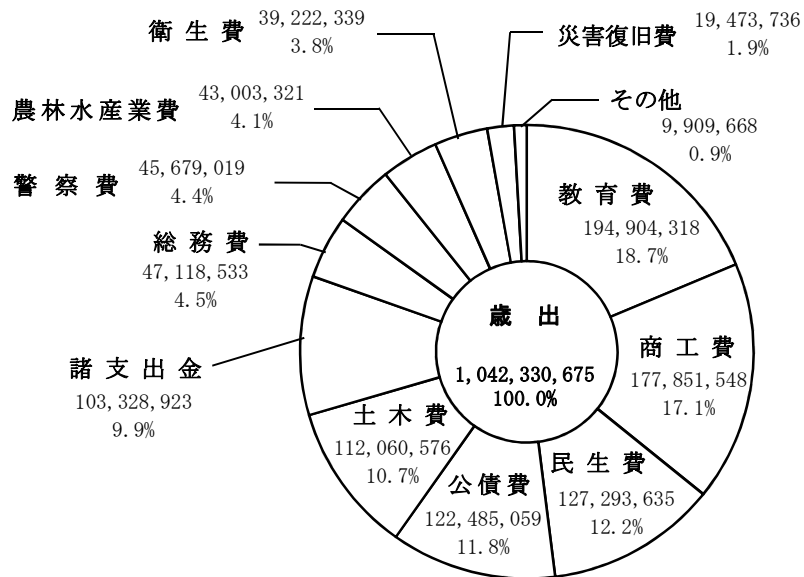 衛生費
39,222,339
3.8%
災害復旧費
19,473,736
1.9%
農林水産業費
43,003,321
4.1%
その他
9,909,668
0.9%
警察費
45,679,019
4.4%
教育費
194,904,318
18.7%
総務費
47,118,533
4.5%
歳出
1,042,330,675
100.0%
商工費
177,851,548
17.1%
諸支出金
103,328,923
9.9%
土木費
112,060,576
10.7%
公債費
122,485,059
11.8%
民生費
127,293,635
12.2%